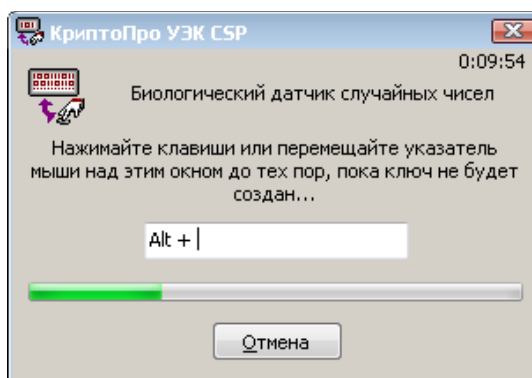 КриптоПро УЭК CSP
0:09:54
Биологический датчик случайных чисел
Нажимайте клавиши или перемещайте указатель
мыши над этим окном до тех пор, пока ключ не будет
создан...
Alt +
Отмена